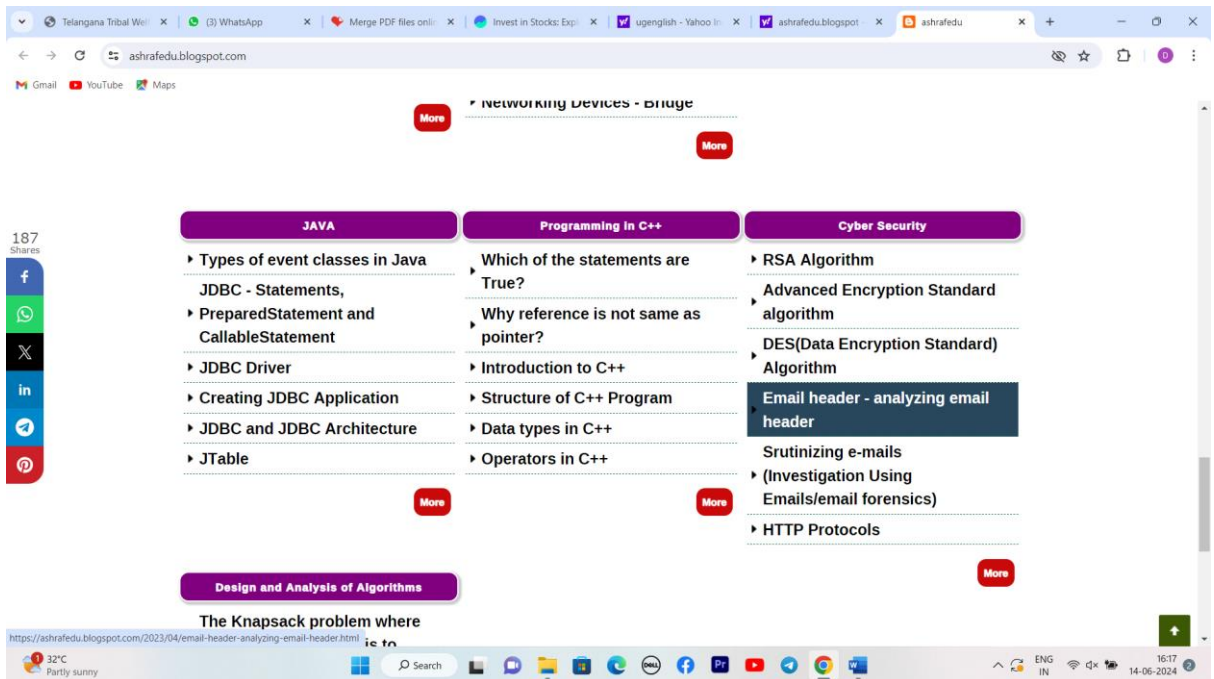 Telangana Tribal Wel
(3) WhatsApp
Merge PDF files onlin
Invest in Stocks: Expl
ugenglish - Yahoo In
ashrafedu.blogspot -
ashrafedu
ashrafedu.blogspot.com
D
Gmail
YouTube
Maps
Networking Devices - Bridge
More
More
187
Shares
JAVA
Types of event classes in Java
JDBC - Statements,
PreparedStatement and
CallableStatement
JDBC Driver
Creating JDBC Application
JDBC and JDBC Architecture
JTable
More
Programming in C++
Which of the statements are
True?
Why reference is not same as
pointer?
Introduction to C++
Structure of C++ Program
Data types in C++
Operators in C++
More
Cyber Security
RSA Algorithm
Advanced Encryption Standard
algorithm
DES(Data Encryption Standard)
Algorithm
Email header - analyzing email
header
Srutinizing e-mails
(Investigation Using
Emails/email forensics)
HTTP Protocols
More
Design and Analysis of Algorithms
The Knapsack problem where
is to
https://ashrafedu.blogspot.com/2023/04/email-header-analyzing-email-header.html
32°C
Partly sunny
Search
DELL
Pr
ENG
IN
16:17
14-06-2024
2